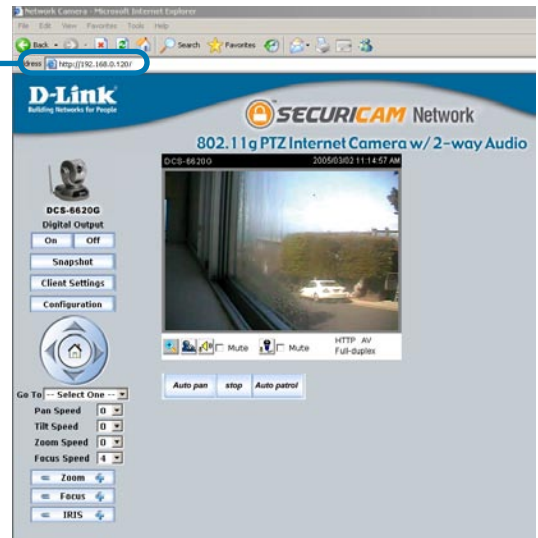 Network Camera - Microsoft Internet Explorer
File Edit View Favorites Tools Help
Back Search Favorites
Address http://192.168.0.120/
D-Link
Building Networks for People
SECURICAM Network
802.11g PTZ Internet Camera w/ 2-way Audio
DCS-6620G 2005/03/02 11:14:57 AM
DCS-6620G
Digital Output
On Off
Snapshot
Client Settings
Configuration
Mute Mute HTTP AV
Full-duplex
Auto pan stop Auto patrol
Go To -- Select One --
Pan Speed 0
Tilt Speed 0
Zoom Speed 0
Focus Speed 4
Zoom
Focus
IRIS